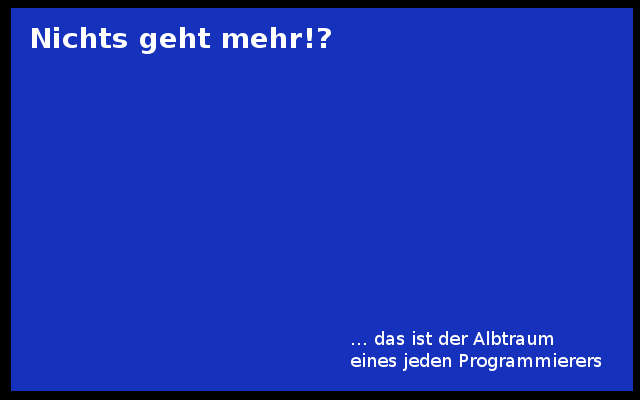 Nichts geht mehr!?
... das ist der Albtraum
eines jeden Programmierers